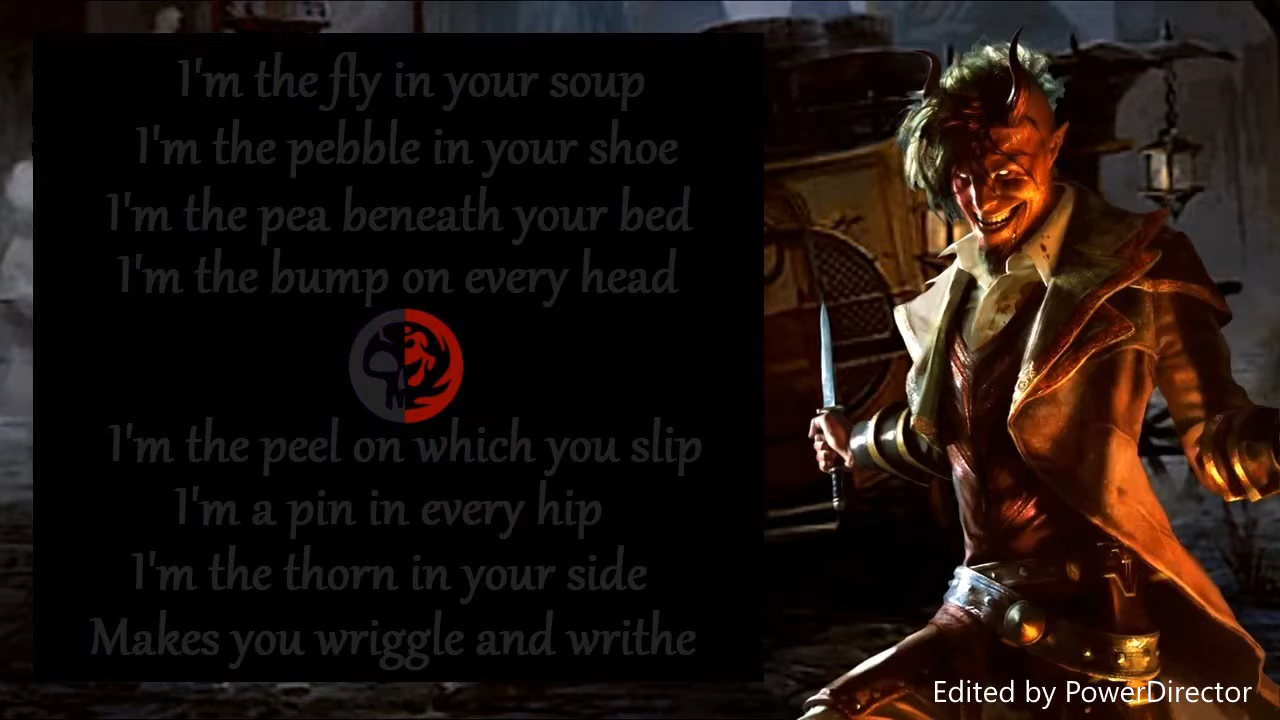 I'm the fly in your soup
I'm the pebble in your shoe
I'm the pea beneath your bed
I'm the bump on every head
I'm the peel on which you slip
I'm a pin in every hip
I'm the thorn in your side
Makes you wriggle and writhe
Edited by PowerDirector